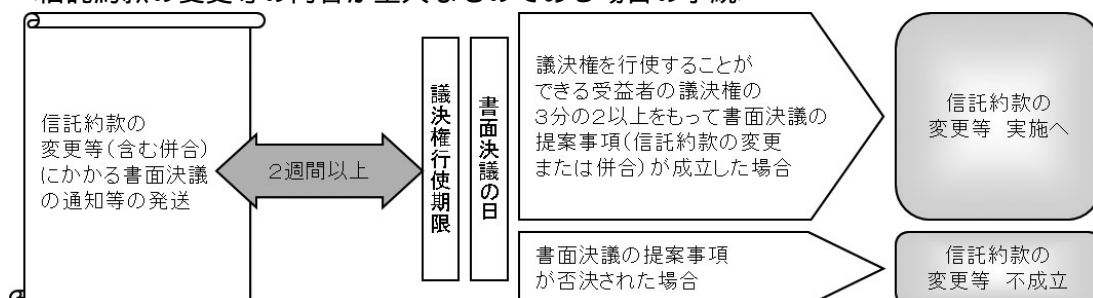 信託約款の
変更等(含む併合)
にかかる書面決議
の通知等の発送
2週間以上
議決権行使期限
書面決議の日
議決権を行使することが
できる受益者の議決権の
3分の2以上をもって書面決議の
提案事項(信託約款の変更
または併合)が成立した場合
信託約款の
変更等 実施へ
書面決議の提案事項
が否決された場合
信託約款の
変更等 不成立